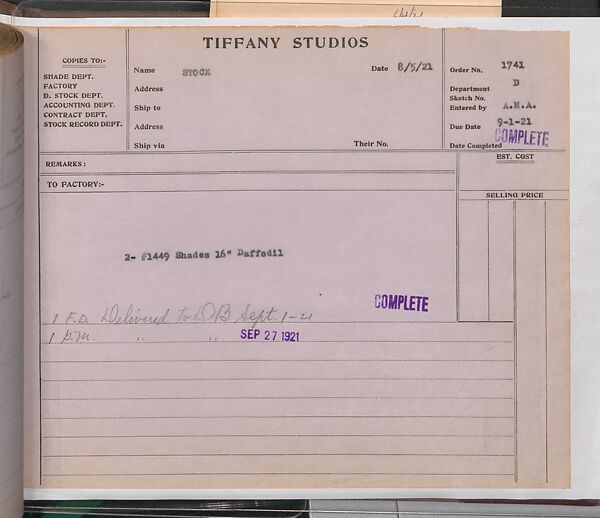 TIFFANY STUDIOS
COPIES TO:-
SHADE DEPT.
FACTORY
D. STOCK DEPT.
ACCOUNTING DEPT.
CONTRACT DEPT.
STOCK RECORD DEPT.
Name STOCK Date 8/5/21
Address
Ship to
Address
Ship via Their No.
Order No. 1741
Department D
Sketch No.
Entered by A.M.A.
Due Date 9-1-21
Date Completed COMPLETE
REMARKS:
EST. COST
TO FACTORY:-
SELLING PRICE
2- #1449 Shades 16" Daffodil
COMPLETE
1 F.D. Delivered to DB Sept. 1-21
1 G.M. " " SEP 27 1921